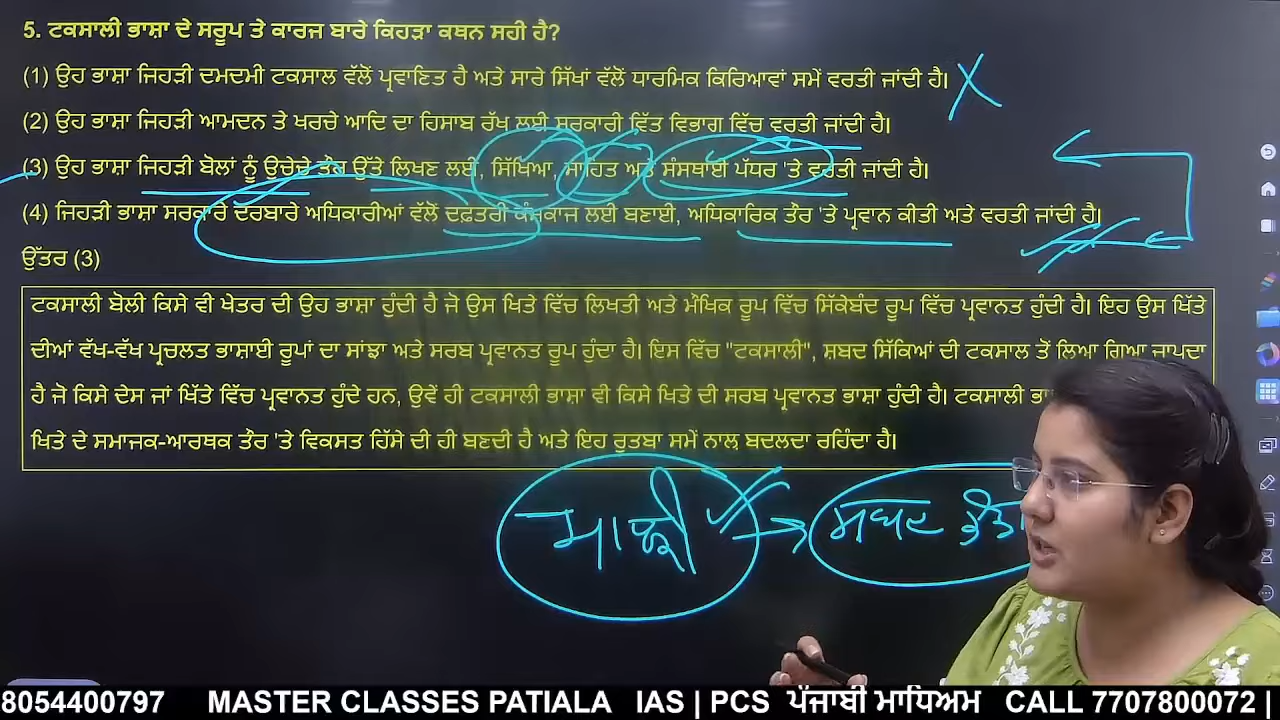 5. ਟਕਸਾਲੀ ਭਾਸ਼ਾ ਦੇ ਸਰੂਪ ਤੇ ਕਾਰਜ ਬਾਰੇ ਕਿਹੜਾ ਕਥਨ ਸਹੀ ਹੈ?
(1) ਉਹ ਭਾਸ਼ਾ ਜਿਹੜੀ ਦਮਦਮੀ ਟਕਸਾਲ ਵੱਲੋਂ ਪ੍ਰਵਾਣਿਤ ਹੈ ਅਤੇ ਸਾਰੇ ਸਿੱਖਾਂ ਵੱਲੋਂ ਧਾਰਮਿਕ ਕਿਰਿਆਵਾਂ ਸਮੇਂ ਵਰਤੀ ਜਾਂਦੀ ਹੈ।
(2) ਉਹ ਭਾਸ਼ਾ ਜਿਹੜੀ ਆਮਦਨ ਤੇ ਖਰਚੇ ਆਦਿ ਦਾ ਹਿਸਾਬ ਰੱਖ ਲਈ ਸਰਕਾਰੀ ਵਿੱਤ ਵਿਭਾਗ ਵਿੱਚ ਵਰਤੀ ਜਾਂਦੀ ਹੈ।
(3) ਉਹ ਭਾਸ਼ਾ ਜਿਹੜੀ ਬੋਲਾਂ ਨੂੰ ਉਚੇਚੇ ਤੌਰ ਉੱਤੇ ਲਿਖਣ ਲਈ, ਸਿੱਖਿਆ, ਸਾਹਿਤ ਅਤੇ ਸੰਸਥਾਈ ਪੱਧਰ 'ਤੇ ਵਰਤੀ ਜਾਂਦੀ ਹੈ।
(4) ਜਿਹੜੀ ਭਾਸ਼ਾ ਸਰਕਾਰੇ ਦਰਬਾਰੇ ਅਧਿਕਾਰੀਆਂ ਵੱਲੋਂ ਦਫ਼ਤਰੀ ਕੰਮਕਾਜ ਲਈ ਬਣਾਈ, ਅਧਿਕਾਰਿਕ ਤੌਰ 'ਤੇ ਪ੍ਰਵਾਨ ਕੀਤੀ ਅਤੇ ਵਰਤੀ ਜਾਂਦੀ ਹੈ।
ਉੱਤਰ (3)
ਟਕਸਾਲੀ ਬੋਲੀ ਕਿਸੇ ਵੀ ਖੇਤਰ ਦੀ ਉਹ ਭਾਸ਼ਾ ਹੁੰਦੀ ਹੈ ਜੋ ਉਸ ਖਿਤੇ ਵਿੱਚ ਲਿਖਤੀ ਅਤੇ ਮੌਖਿਕ ਰੂਪ ਵਿੱਚ ਸਿੱਕੇਬੰਦ ਰੂਪ ਵਿੱਚ ਪ੍ਰਵਾਨਤ ਹੁੰਦੀ ਹੈ। ਇਹ ਉਸ ਖਿੱਤੇ
ਦੀਆਂ ਵੱਖ-ਵੱਖ ਪ੍ਰਚਲਤ ਭਾਸ਼ਾਈ ਰੂਪਾਂ ਦਾ ਸਾਂਝਾ ਅਤੇ ਸਰਬ ਪ੍ਰਵਾਨਤ ਰੂਪ ਹੁੰਦਾ ਹੈ। ਇਸ ਵਿੱਚ "ਟਕਸਾਲੀ", ਸ਼ਬਦ ਸਿੱਕਿਆਂ ਦੀ ਟਕਸਾਲ ਤੋਂ ਲਿਆ ਗਿਆ ਜਾਪਦਾ
ਹੈ ਜੋ ਕਿਸੇ ਦੇਸ ਜਾਂ ਖਿੱਤੇ ਵਿੱਚ ਪ੍ਰਵਾਨਤ ਹੁੰਦੇ ਹਨ, ਉਵੇਂ ਹੀ ਟਕਸਾਲੀ ਭਾਸ਼ਾ ਵੀ ਕਿਸੇ ਖਿਤੇ ਦੀ ਸਰਬ ਪ੍ਰਵਾਨਤ ਭਾਸ਼ਾ ਹੁੰਦੀ ਹੈ। ਟਕਸਾਲੀ
ਖਿਤੇ ਦੇ ਸਮਾਜਕ-ਆਰਥਕ ਤੌਰ 'ਤੇ ਵਿਕਸਤ ਹਿੱਸੇ ਦੀ ਹੀ ਬਣਦੀ ਹੈ ਅਤੇ ਇਹ ਰੁਤਬਾ ਸਮੇਂ ਨਾਲ਼ ਬਦਲਦਾ ਰਹਿੰਦਾ ਹੈ।
ਮਾਝੀ
8054400797 MASTER CLASSES PATIALA IAS | PCS ਪੰਜਾਬੀ ਮਾਧਿਅਮ CALL 7707800072 |